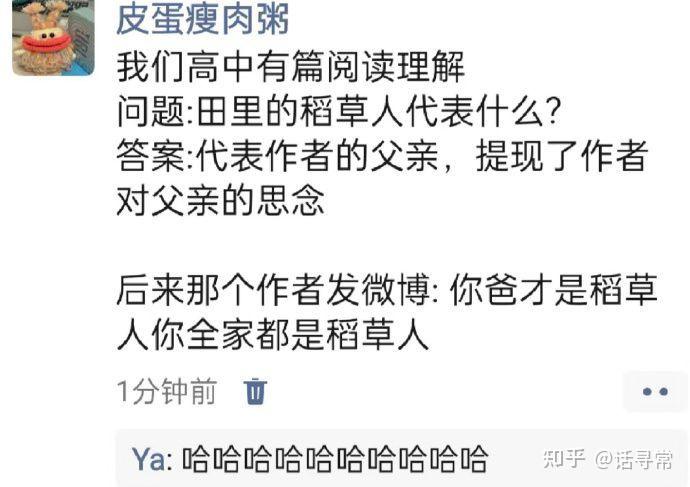 皮蛋瘦肉粥
我们高中有篇阅读理解
问题:田里的稻草人代表什么?
答案:代表作者的父亲，提现了作者
对父亲的思念
后来那个作者发微博: 你爸才是稻草
人你全家都是稻草人
1分钟前
Ya: 哈哈哈哈哈哈哈哈哈哈
知乎 @话寻常